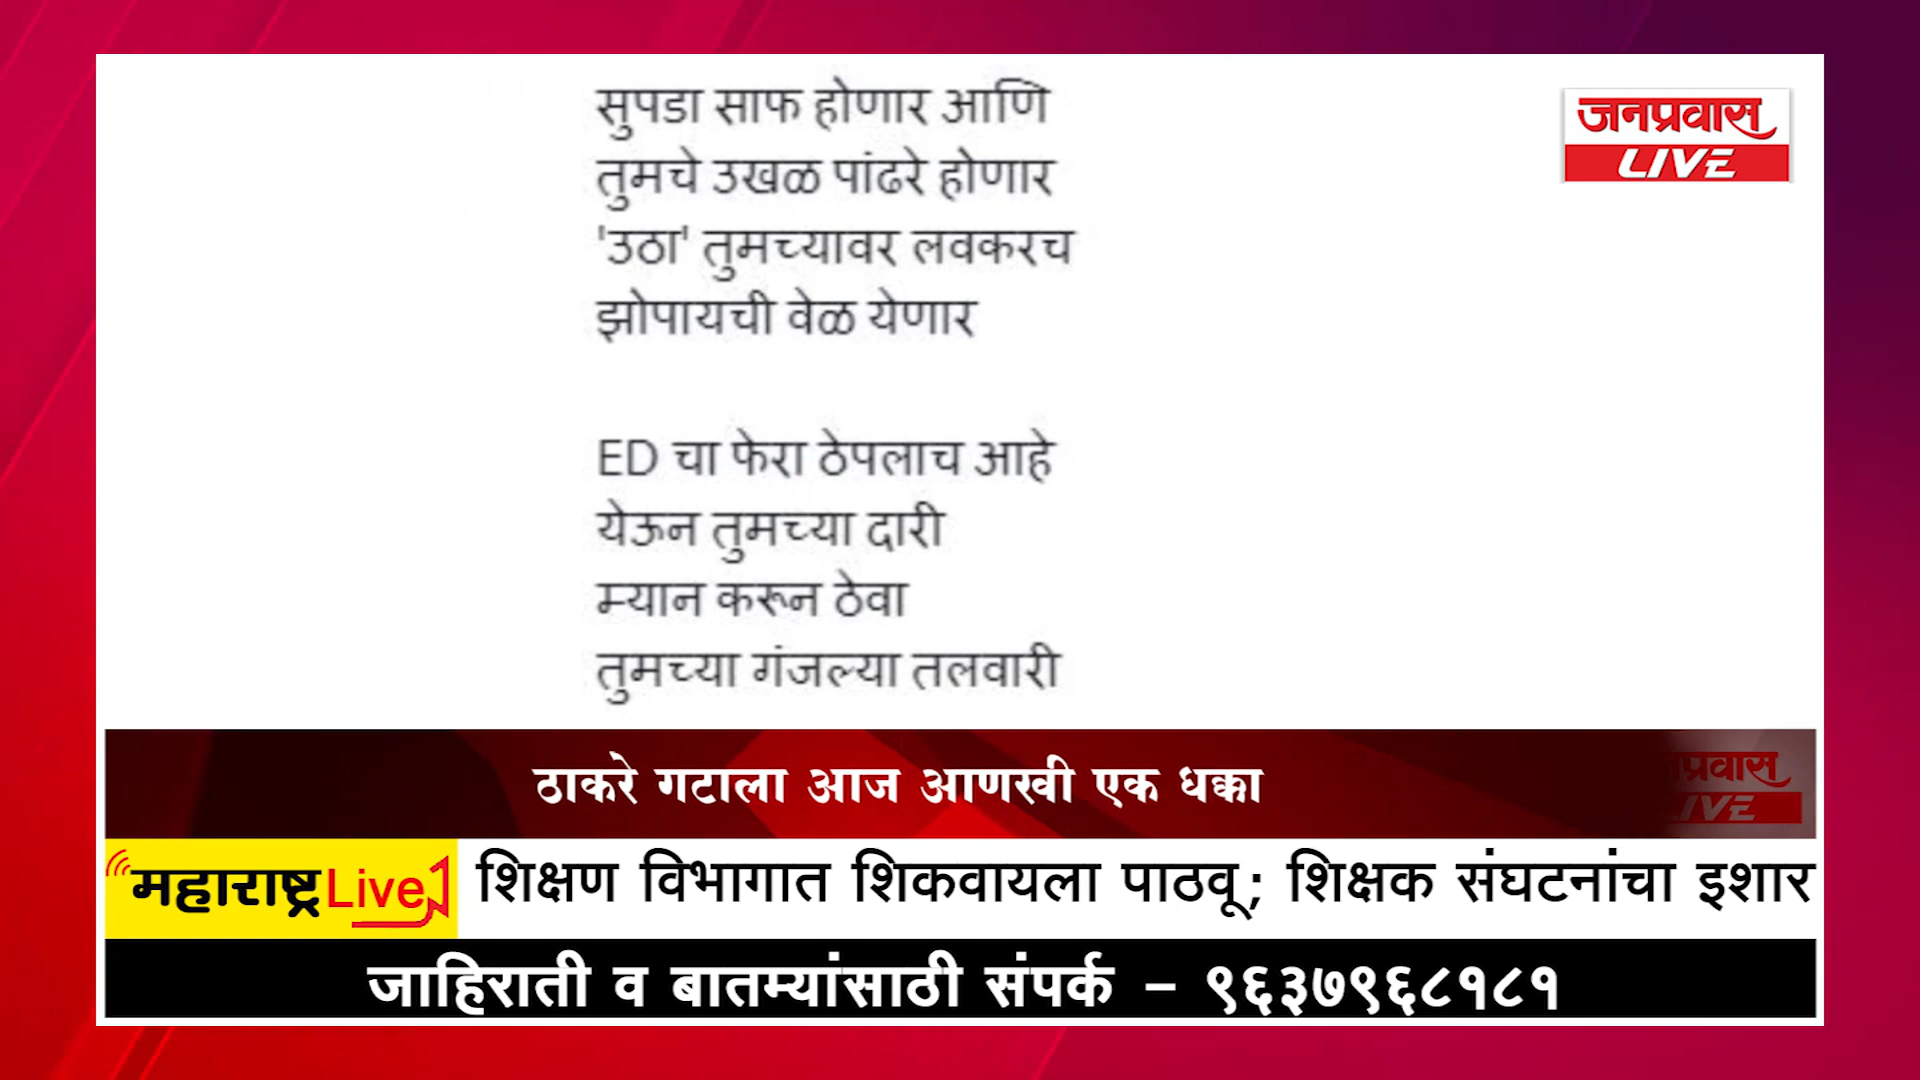 सुपडा साफ होणार आणि
तुमचे उखळ पांढरे होणार
'उठा' तुमच्यावर लवकरच
झोपायची वेळ येणार
ED चा फेरा ठेपलाच आहे
येऊन तुमच्या दारी
म्यान करून ठेवा
तुमच्या गंजल्या तलवारी
जनप्रवास
LIVE
ठाकरे गटाला आज आणखी एक धक्का
प्रवास
LIVE
महाराष्ट्र Live
शिक्षण विभागात शिकवायला पाठवू; शिक्षक संघटनांचा इशार
जाहिराती व बातम्यांसाठी संपर्क – ९६३७९६८१८१